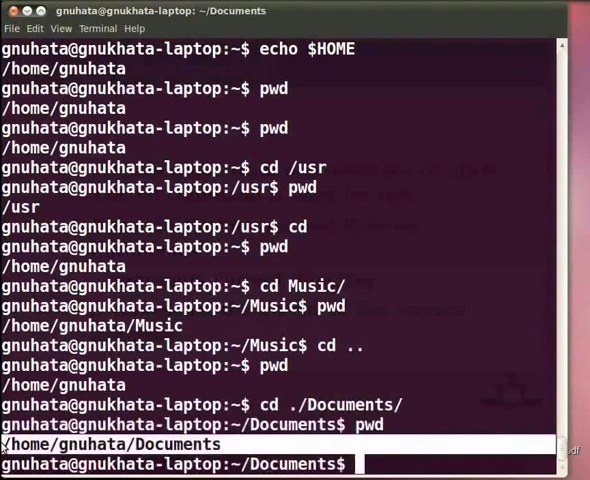 gnuhata@gnukhata-laptop: ~/Documents
File Edit View Terminal Help
gnuhata@gnukhata-laptop:~$ echo $HOME
/home/gnuhata
gnuhata@gnukhata-laptop:~$ pwd
/home/gnuhata
gnuhata@gnukhata-laptop:~$ pwd
/home/gnuhata
gnuhata@gnukhata-laptop:~$ cd /usr
gnuhata@gnukhata-laptop:/usr$ pwd
/usr
gnuhata@gnukhata-laptop:/usr$ cd
gnuhata@gnukhata-laptop:~$ pwd
/home/gnuhata
gnuhata@gnukhata-laptop:~$ cd Music/
gnuhata@gnukhata-laptop:~/Music$ pwd
/home/gnuhata/Music
gnuhata@gnukhata-laptop:~/Music$ cd ..
gnuhata@gnukhata-laptop:~$ pwd
/home/gnuhata
gnuhata@gnukhata-laptop:~$ cd ./Documents/
gnuhata@gnukhata-laptop:~/Documents$ pwd
/home/gnuhata/Documents
gnuhata@gnukhata-laptop:~/Documents$